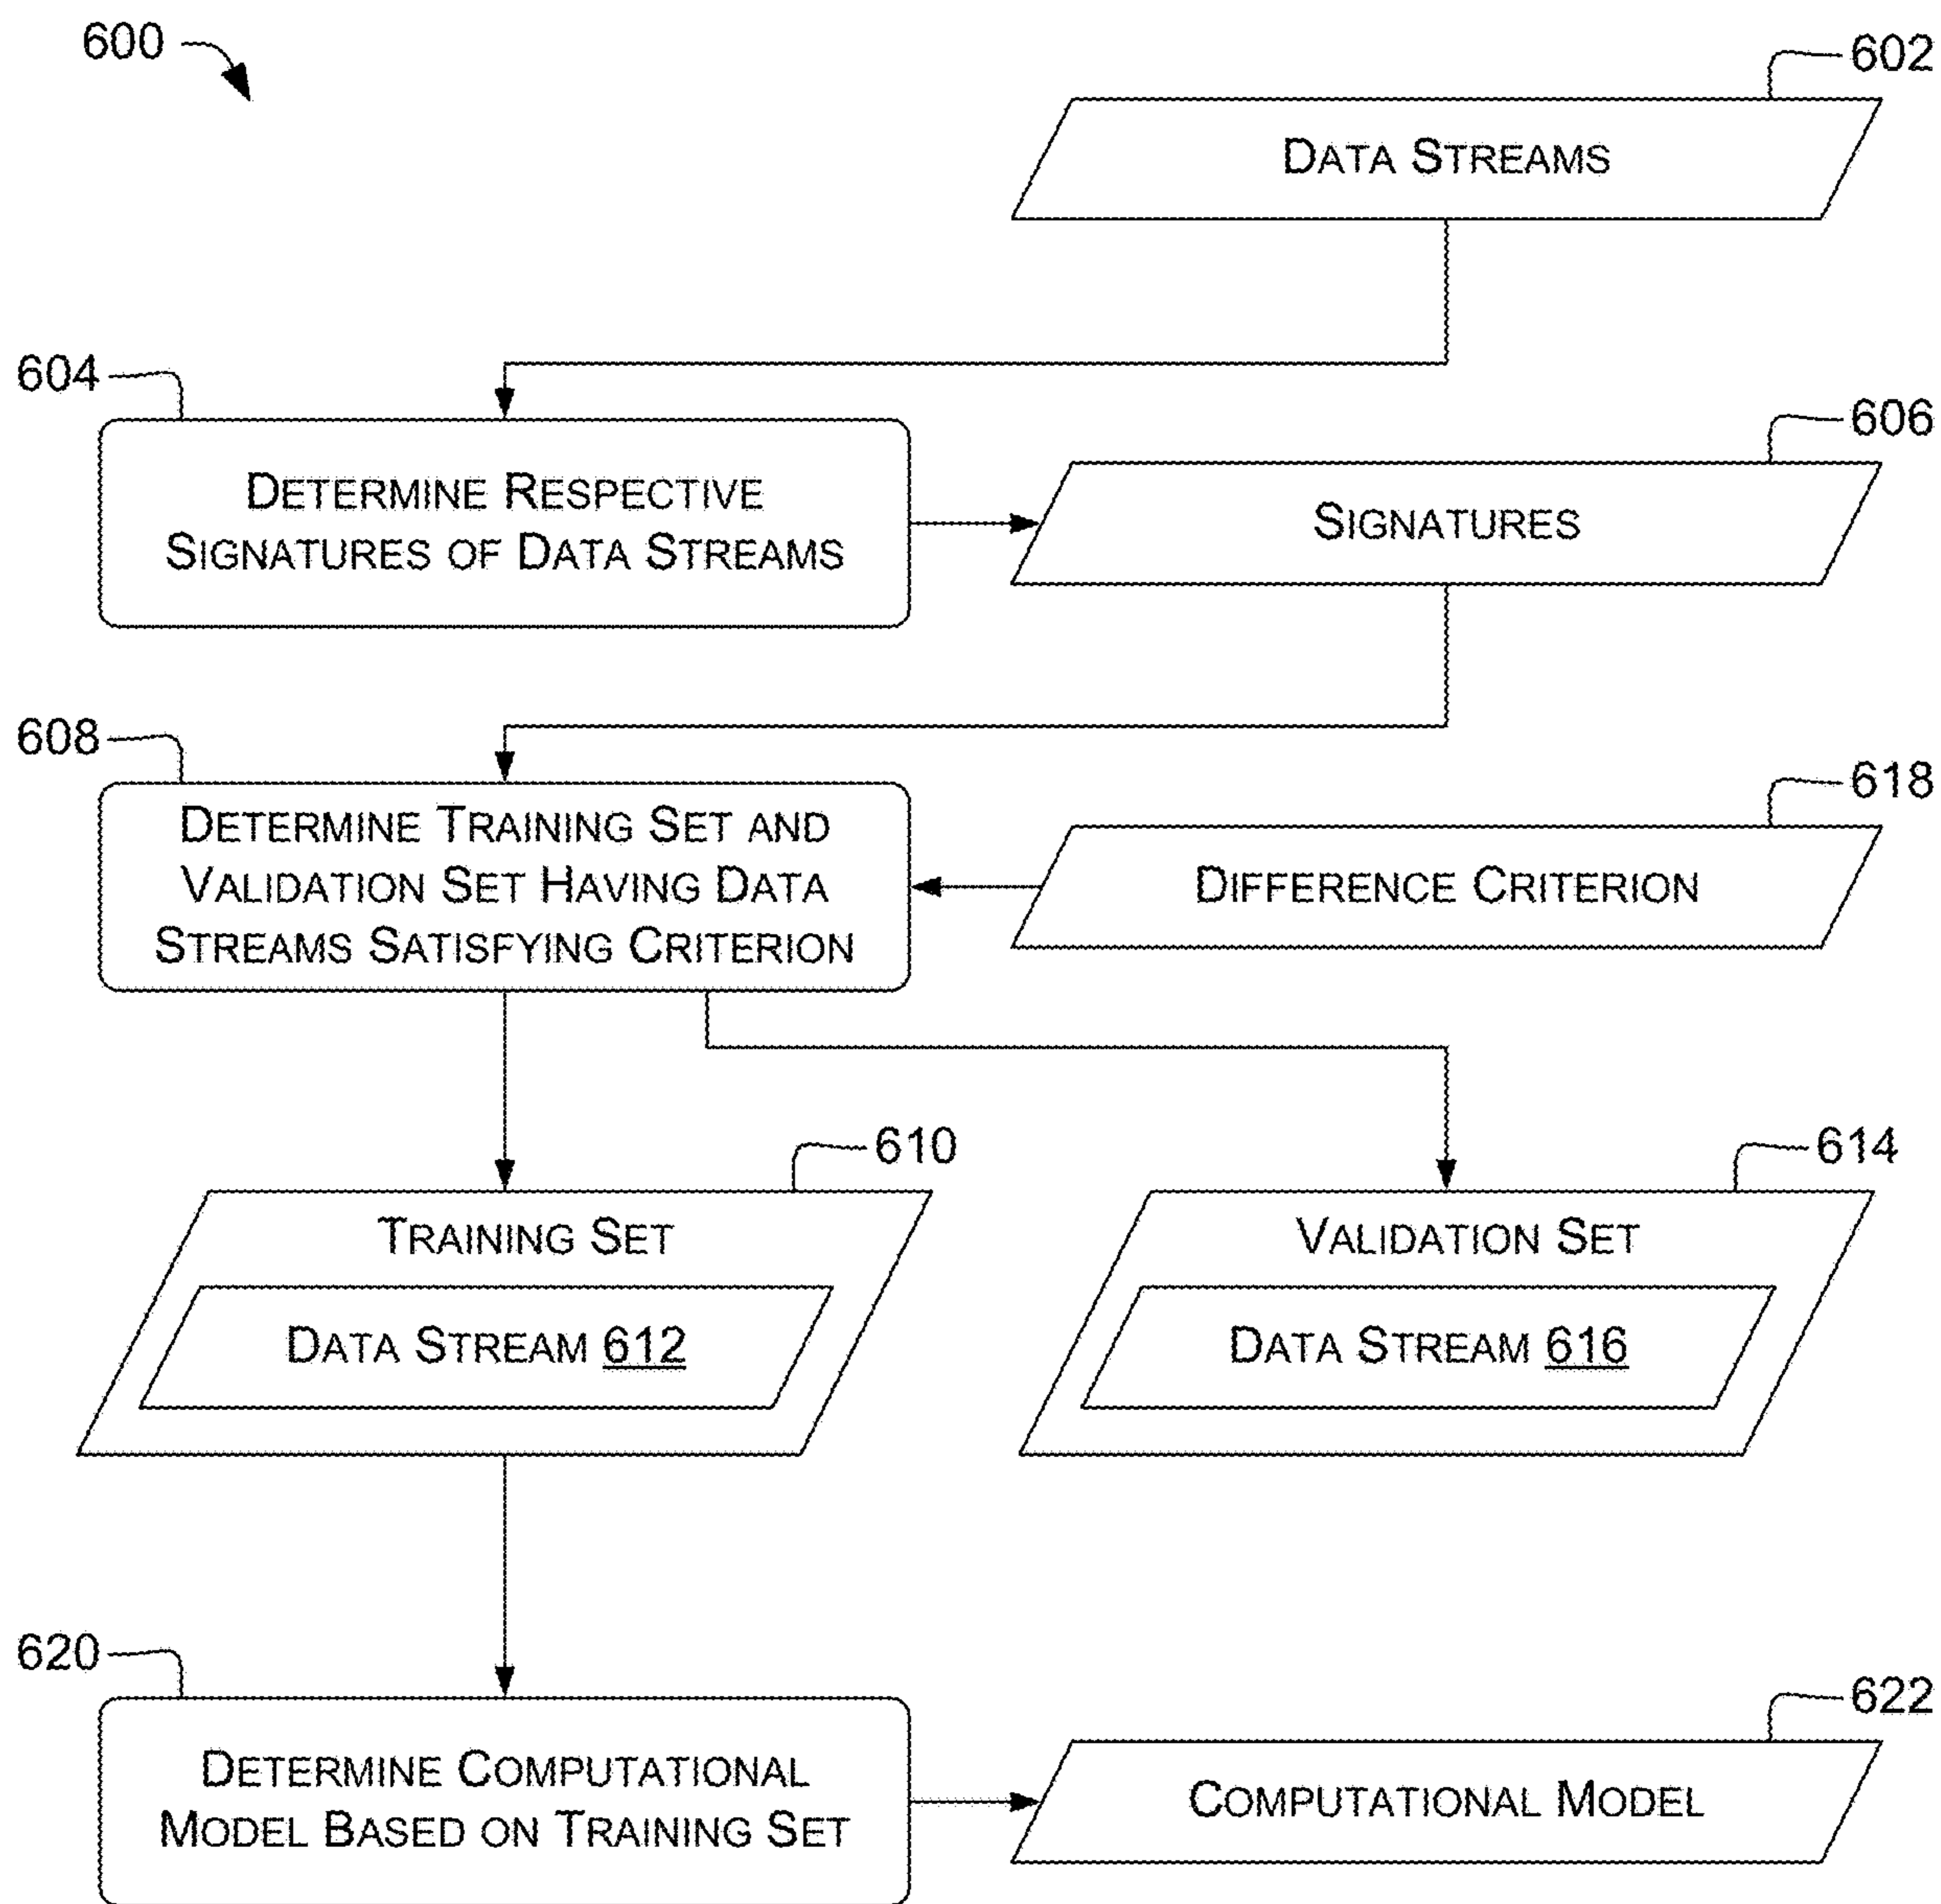 600
602
DATA STREAMS
604
DETERMINE RESPECTIVE
SIGNATURES OF DATA STREAMS
606
SIGNATURES
608
DETERMINE TRAINING SET AND
VALIDATION SET HAVING DATA
STREAMS SATISFYING CRITERION
618
DIFFERENCE CRITERION
610
TRAINING SET
DATA STREAM 612
614
VALIDATION SET
DATA STREAM 616
620
DETERMINE COMPUTATIONAL
MODEL BASED ON TRAINING SET
622
COMPUTATIONAL MODEL